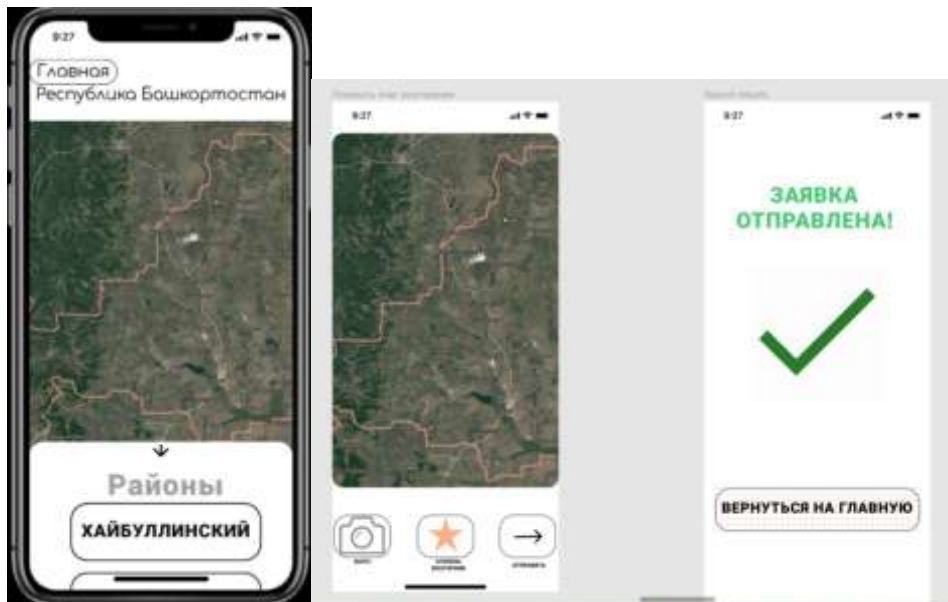 9:27
Главная
Республика Башкортостан
Районы
ХАЙБУЛЛИНСКИЙ
9:27
9:27
ЗАЯВКА
ОТПРАВЛЕНА!
ВЕРНУТЬСЯ НА ГЛАВНУЮ